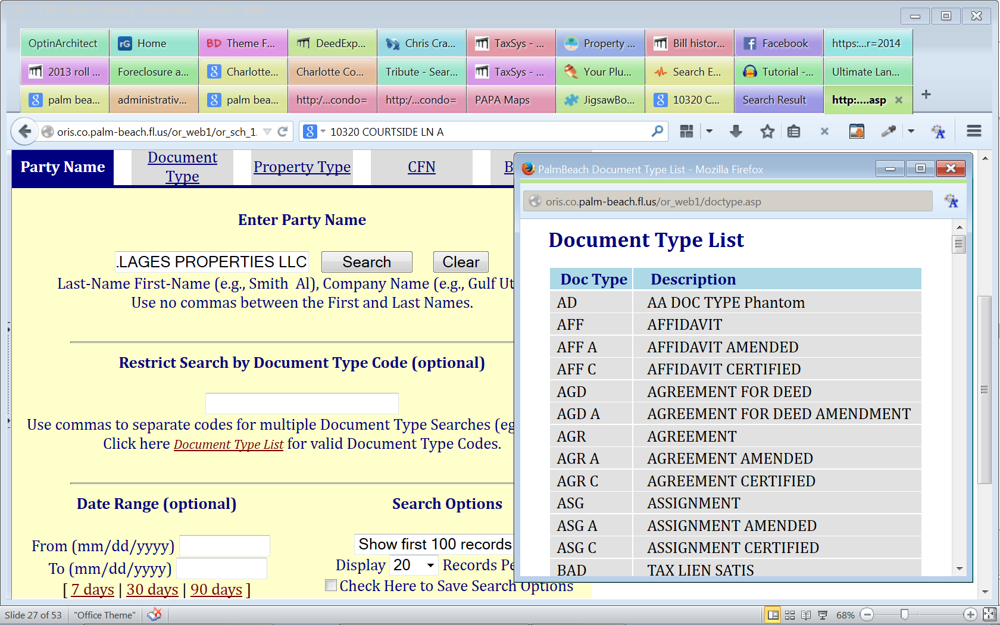 File Edit View History Bookmarks Tools Help
OptinArchitect Home Theme F... DeedExp... Chris Cra... TaxSys - ... Property ... Bill histor... Facebook https:...r=2014
2013 roll ... Foreclosure a... Charlotte... Charlotte Co... Tribute - Sear... TaxSys - ... Your Plu... Search E... Tutorial -... Ultimate Lan...
palm bea... administrativ... palm bea... http:/...condo= http:/...condo= PAPA Maps JigsawBo... 10320 C... Search Result http:....asp
oris.co.palm-beach.fl.us/or_web1/or_sch_1. 10320 COURTSIDE LN A
Party Name Document Type Property Type CFN B
Enter Party Name
.LAGES PROPERTIES LLC Search Clear
Last-Name First-Name (e.g., Smith Al), Company Name (e.g., Gulf Ut
Use no commas between the First and Last Names.
Restrict Search by Document Type Code (optional)
Use commas to separate codes for multiple Document Type Searches (eg
Click here Document Type List for valid Document Type Codes.
Date Range (optional) Search Options
From (mm/dd/yyyy) Show first 100 records
To (mm/dd/yyyy) Display 20 Records Pe
[ 7 days | 30 days | 90 days ] Check Here to Save Search Options
PalmBeach Document Type List - Mozilla Firefox
oris.co.palm-beach.fl.us/or_web1/doctype.asp
Document Type List
Doc Type Description
AD AA DOC TYPE Phantom
AFF AFFIDAVIT
AFF A AFFIDAVIT AMENDED
AFF C AFFIDAVIT CERTIFIED
AGD AGREEMENT FOR DEED
AGD A AGREEMENT FOR DEED AMENDMENT
AGR AGREEMENT
AGR A AGREEMENT AMENDED
AGR C AGREEMENT CERTIFIED
ASG ASSIGNMENT
ASG A ASSIGNMENT AMENDED
ASG C ASSIGNMENT CERTIFIED
BAD TAX LIEN SATIS
Slide 27 of 53 "Office Theme" 68%